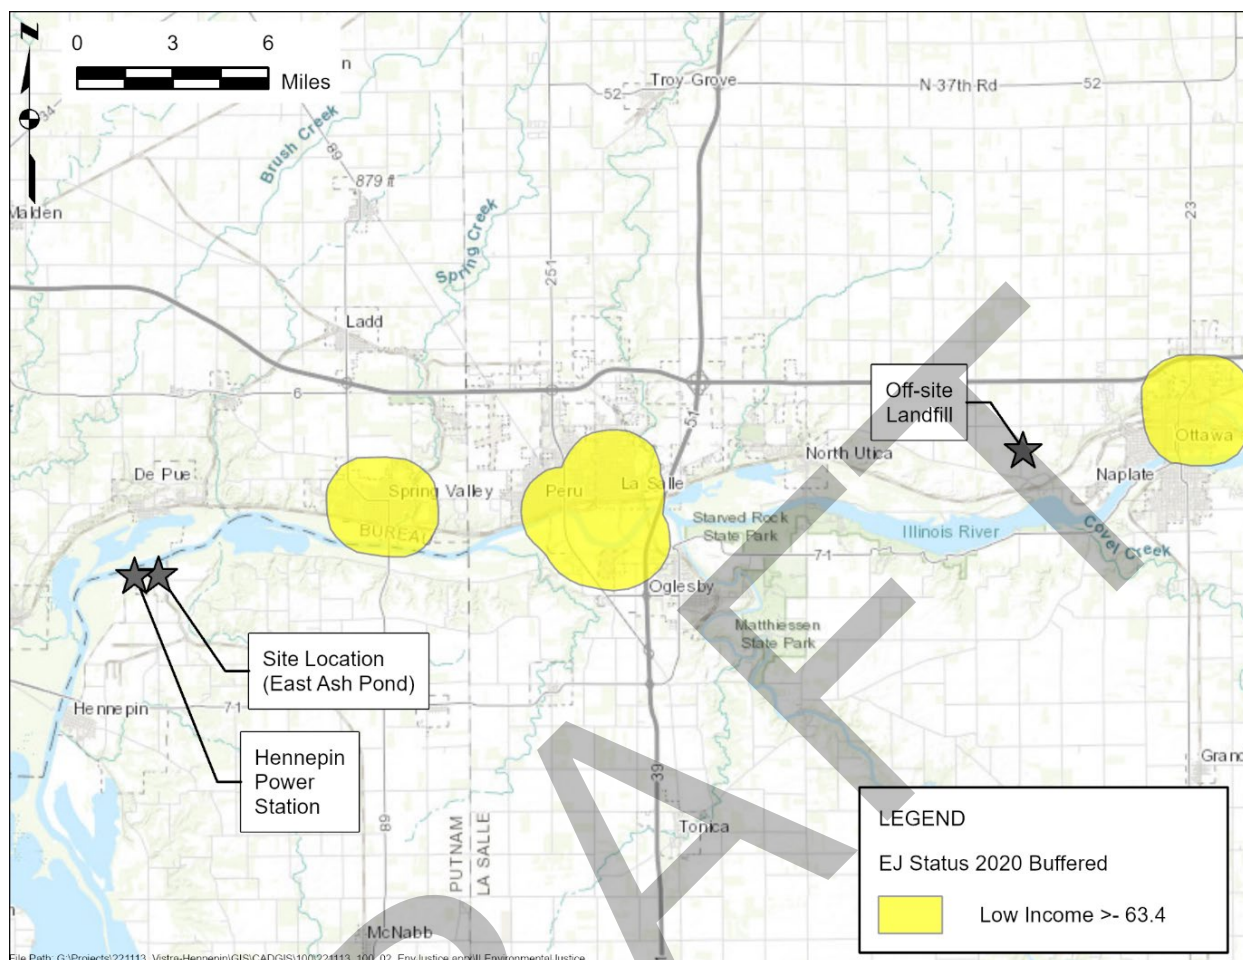 Z
0 3 6
Miles
n
34
Brush Creek
89
879 ft
Malden
Spring Creek
251
Troy Grove
52
N 37th Rd
52
23
51
Ladd
6
Off-site
Landfill
Ottawa
North Utica
Naplate
De Pue
Spring Valley
Peru
La Salle
BUREAU
Starved Rock
State Park
Illinois River
71
Covel Creek
Oglesby
Matthiessen
State Park
Site Location
(East Ash Pond)
Hennepin
71
Hennepin
Power
Station
39
Grand
89
PUTNAM
LA SALLE
Tonica
McNabb
n
1
LEGEND
EJ Status 2020 Buffered
Low Income >- 63.4
DRAFT